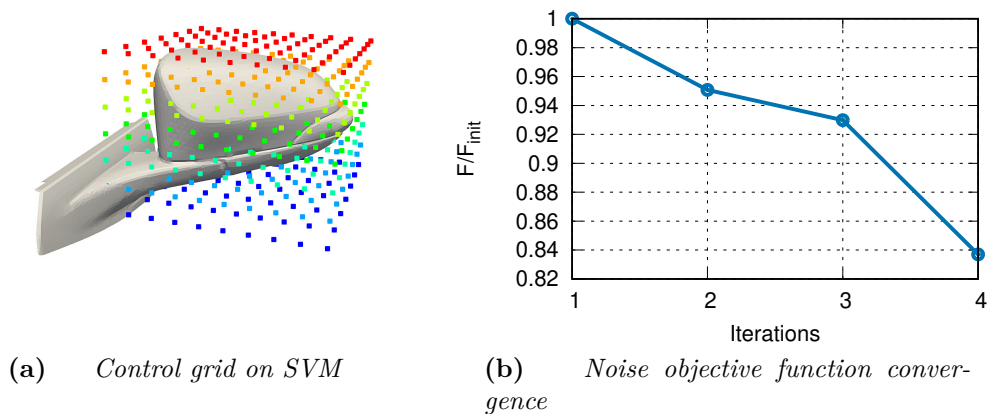 1
0.98
0.96
0.94
0.92
0.9
0.88
0.86
0.84
0.82
F/Finit
1 2 3 4
Iterations
(a) Control grid on SVM
(b) Noise objective function conver-
gence